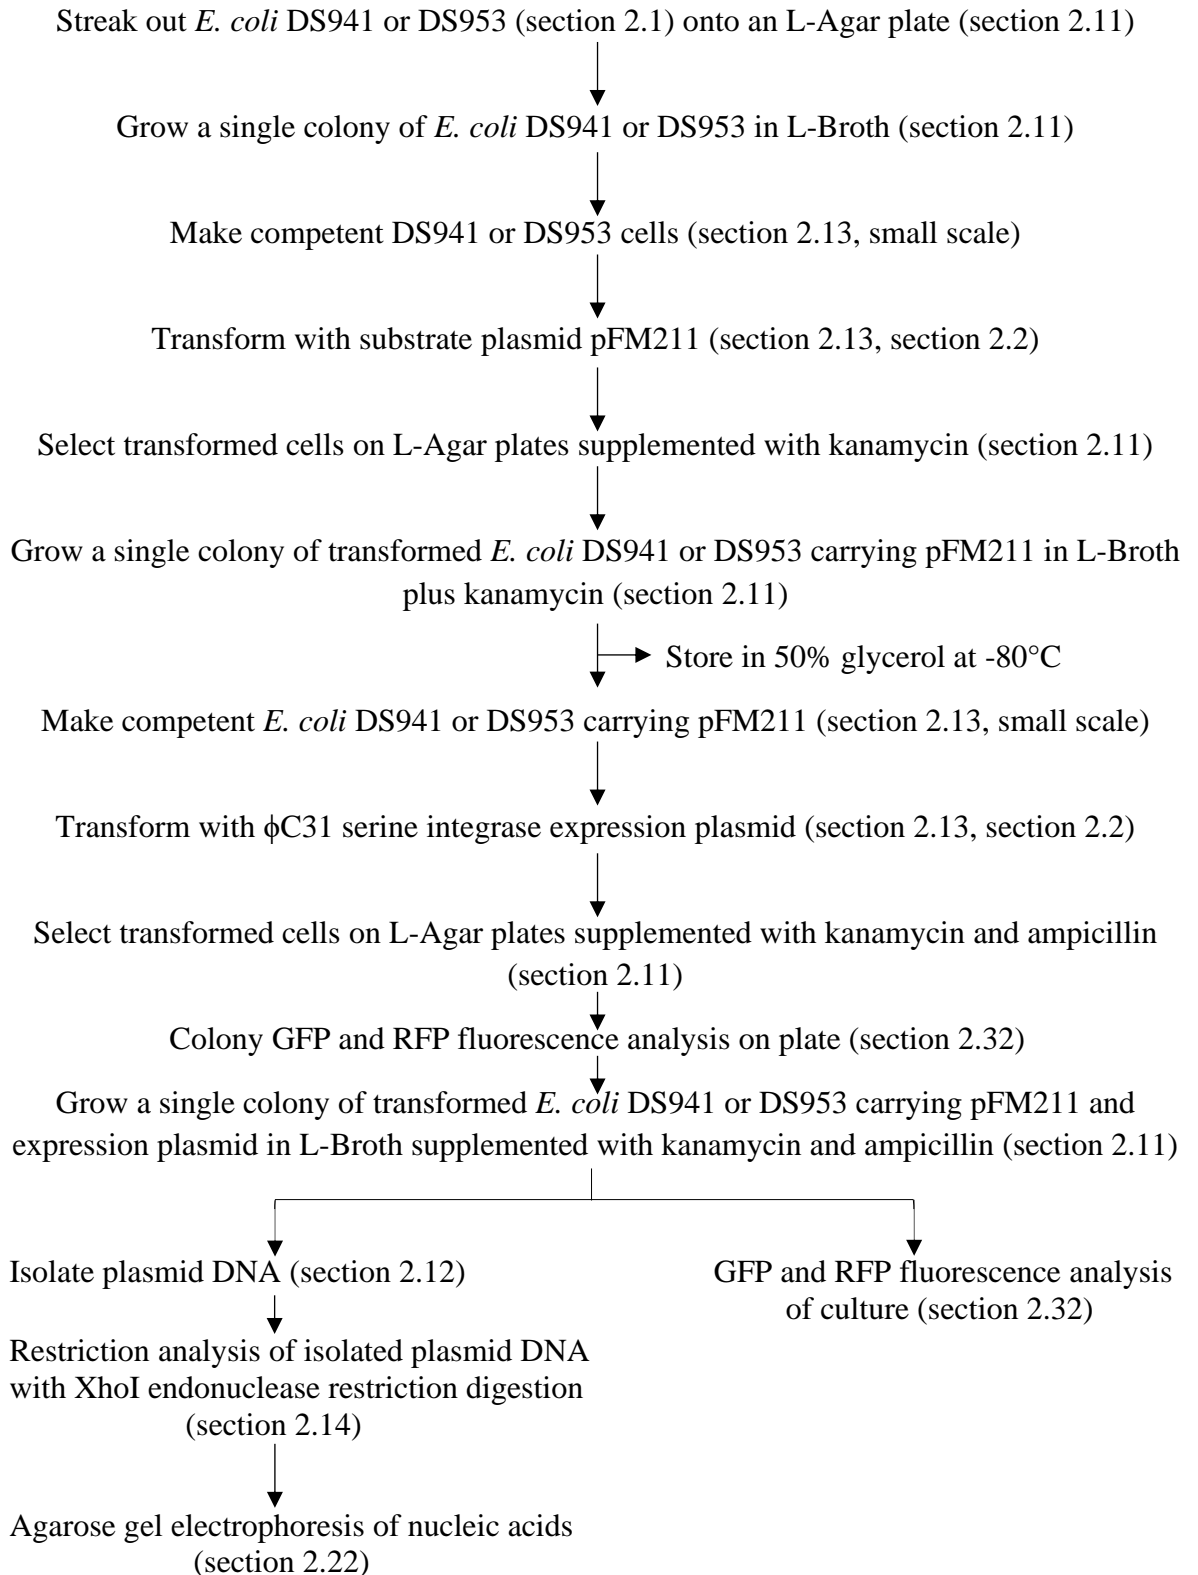 Streak out E. coli DS941 or DS953 (section 2.1) onto an L-Agar plate (section 2.11)
Grow a single colony of E. coli DS941 or DS953 in L-Broth (section 2.11)
Make competent DS941 or DS953 cells (section 2.13, small scale)
Transform with substrate plasmid pFM211 (section 2.13, section 2.2)
Select transformed cells on L-Agar plates supplemented with kanamycin (section 2.11)
Grow a single colony of transformed E. coli DS941 or DS953 carrying pFM211 in L-Broth
plus kanamycin (section 2.11)
Store in 50% glycerol at -80°C
Make competent E. coli DS941 or DS953 carrying pFM211 (section 2.13, small scale)
Transform with ϕC31 serine integrase expression plasmid (section 2.13, section 2.2)
Select transformed cells on L-Agar plates supplemented with kanamycin and ampicillin
(section 2.11)
Colony GFP and RFP fluorescence analysis on plate (section 2.32)
Grow a single colony of transformed E. coli DS941 or DS953 carrying pFM211 and
expression plasmid in L-Broth supplemented with kanamycin and ampicillin (section 2.11)
Isolate plasmid DNA (section 2.12)
Restriction analysis of isolated plasmid DNA
with XhoI endonuclease restriction digestion
(section 2.14)
Agarose gel electrophoresis of nucleic acids
(section 2.22)
GFP and RFP fluorescence analysis
of culture (section 2.32)